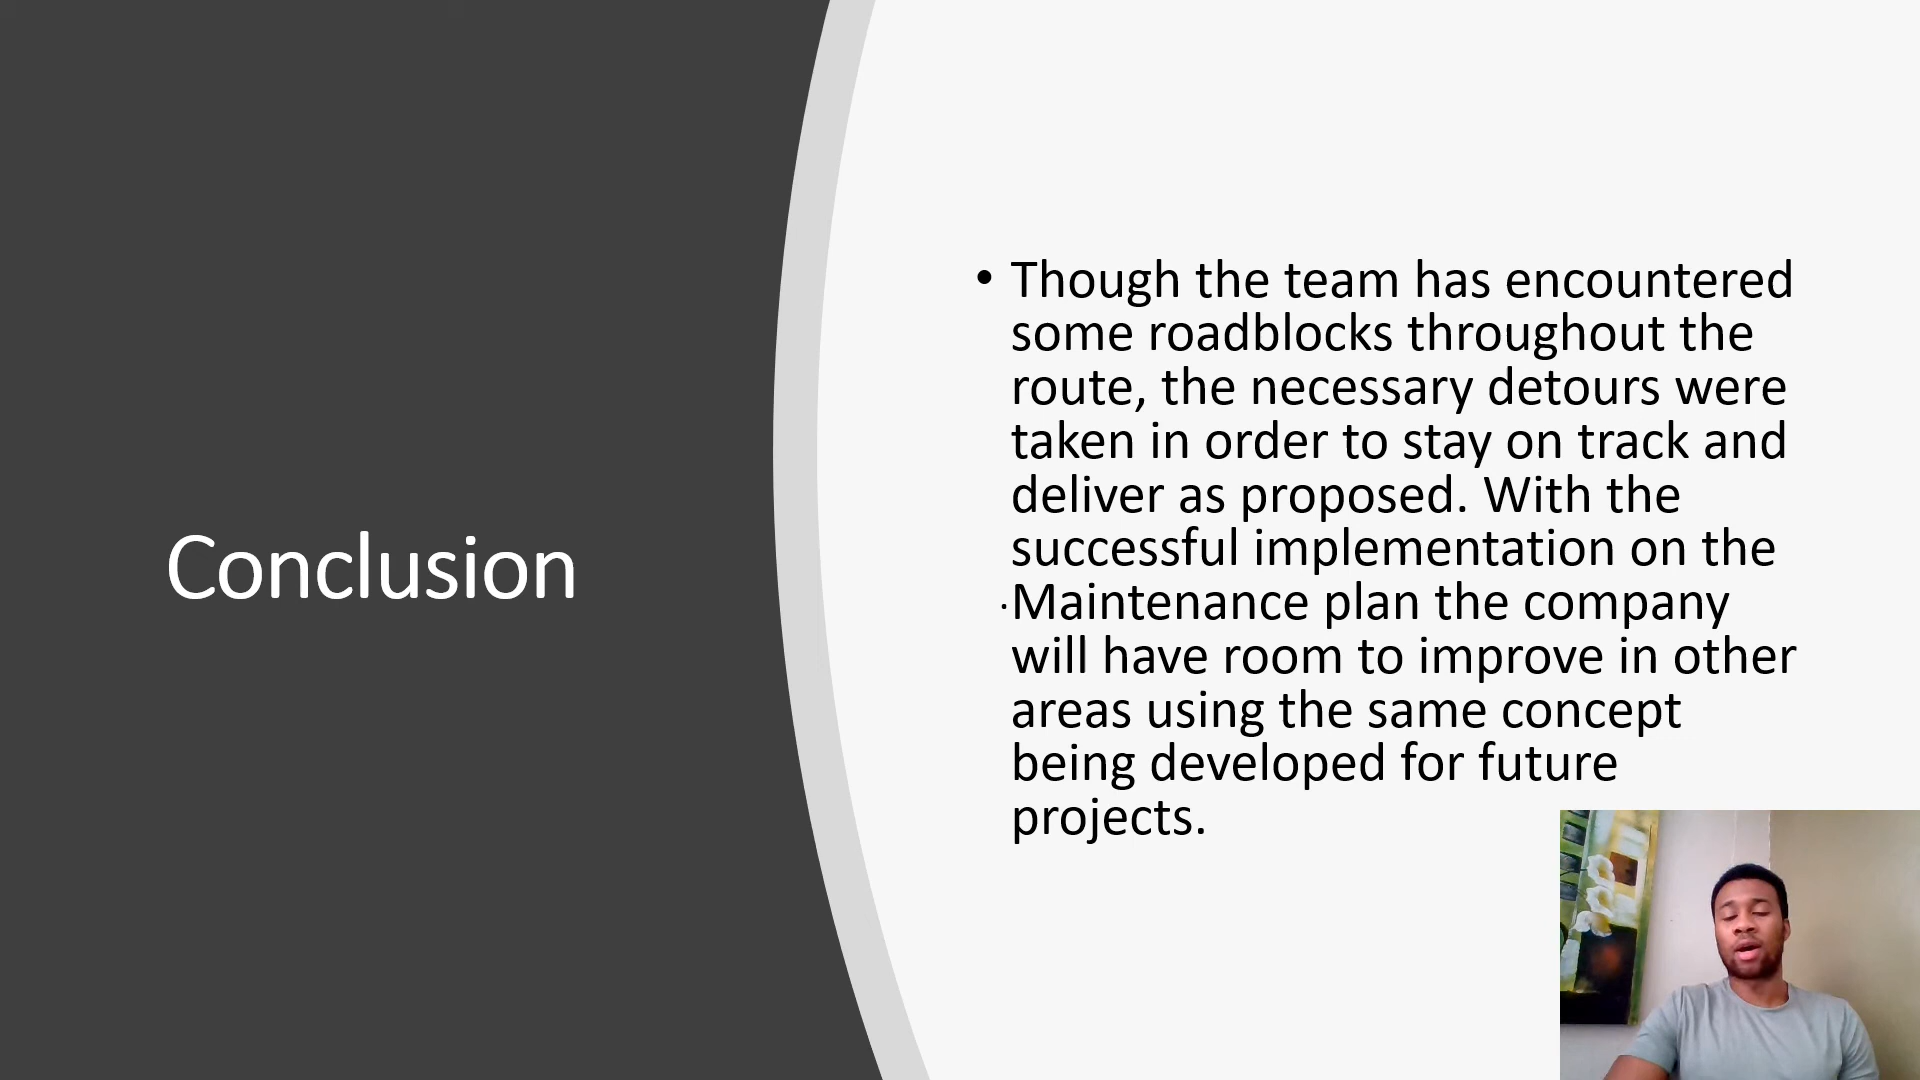 Conclusion
• Though the team has encountered
some roadblocks throughout the
route, the necessary detours were
taken in order to stay on track and
deliver as proposed. With the
successful implementation on the
Maintenance plan the company
will have room to improve in other
areas using the same concept
being developed for future
projects.